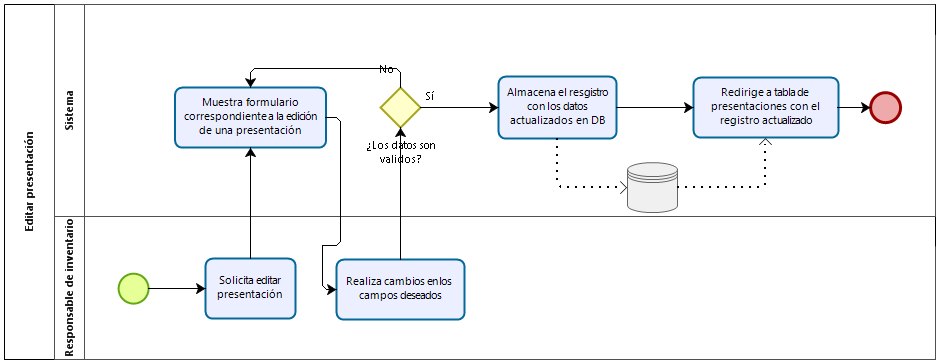 Editar presentación
Sistema
Muestra formulario
correspondiente a la edición
de una presentación
No
Sí
¿Los datos son
validos?
Almacena el resgistro
con los datos
actualizados en DB
Redirige a tabla de
presentaciones con el
registro actualizado
Responsable de inventario
Solicita editar
presentación
Realiza cambios en los
campos deseados